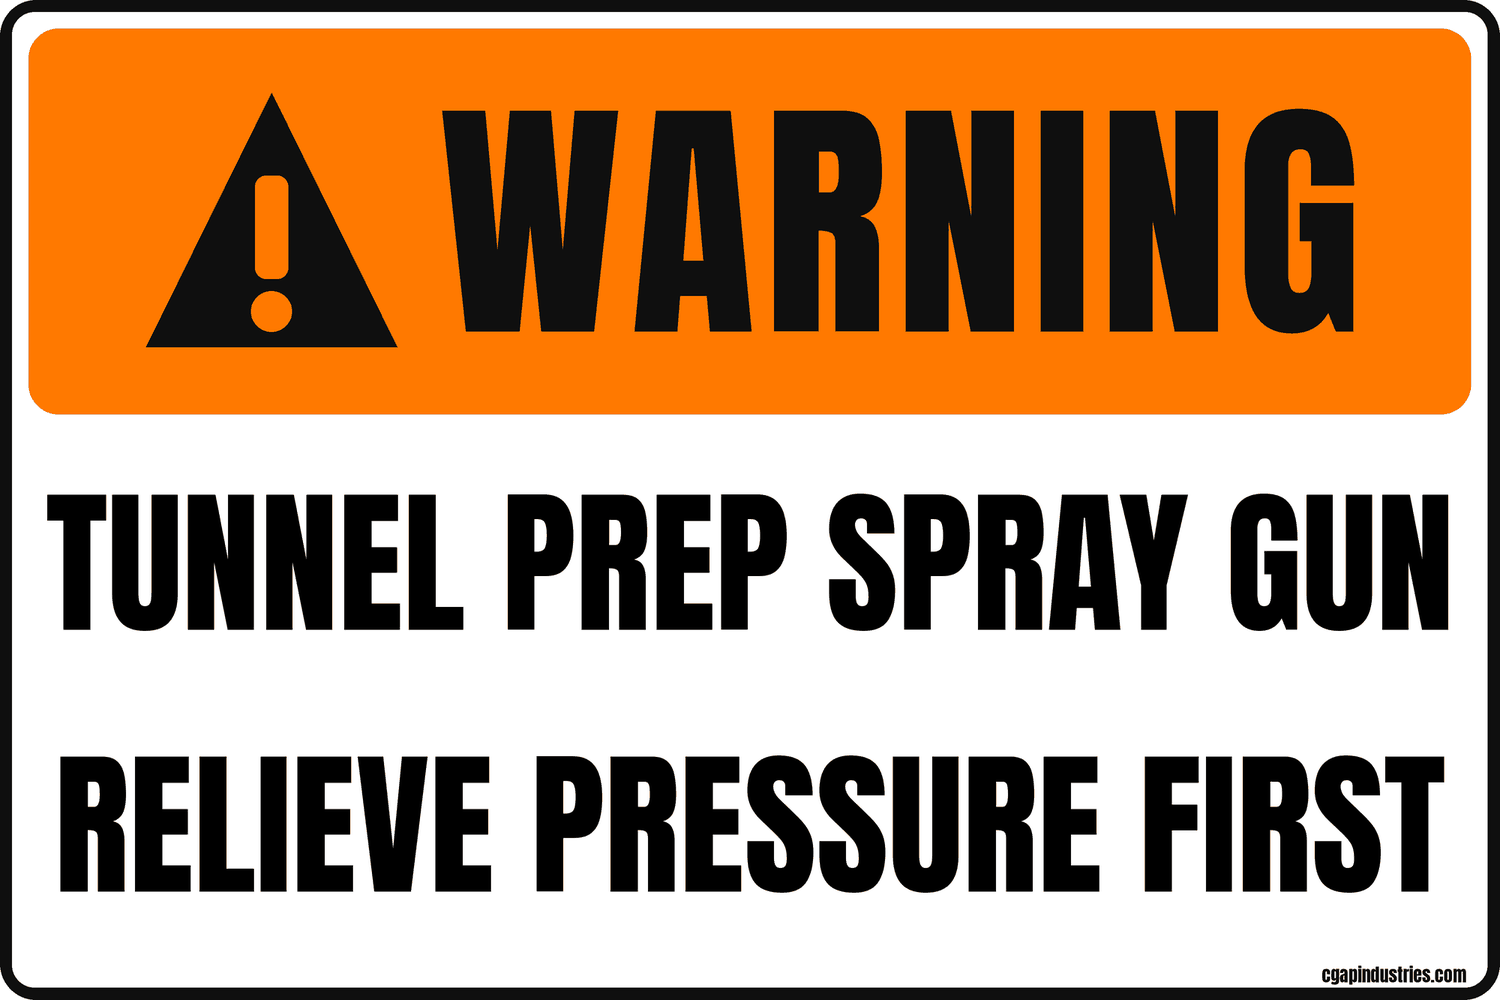 WARNING
TUNNEL PREP SPRAY GUN
RELIEVE PRESSURE FIRST
cgapindustries.com